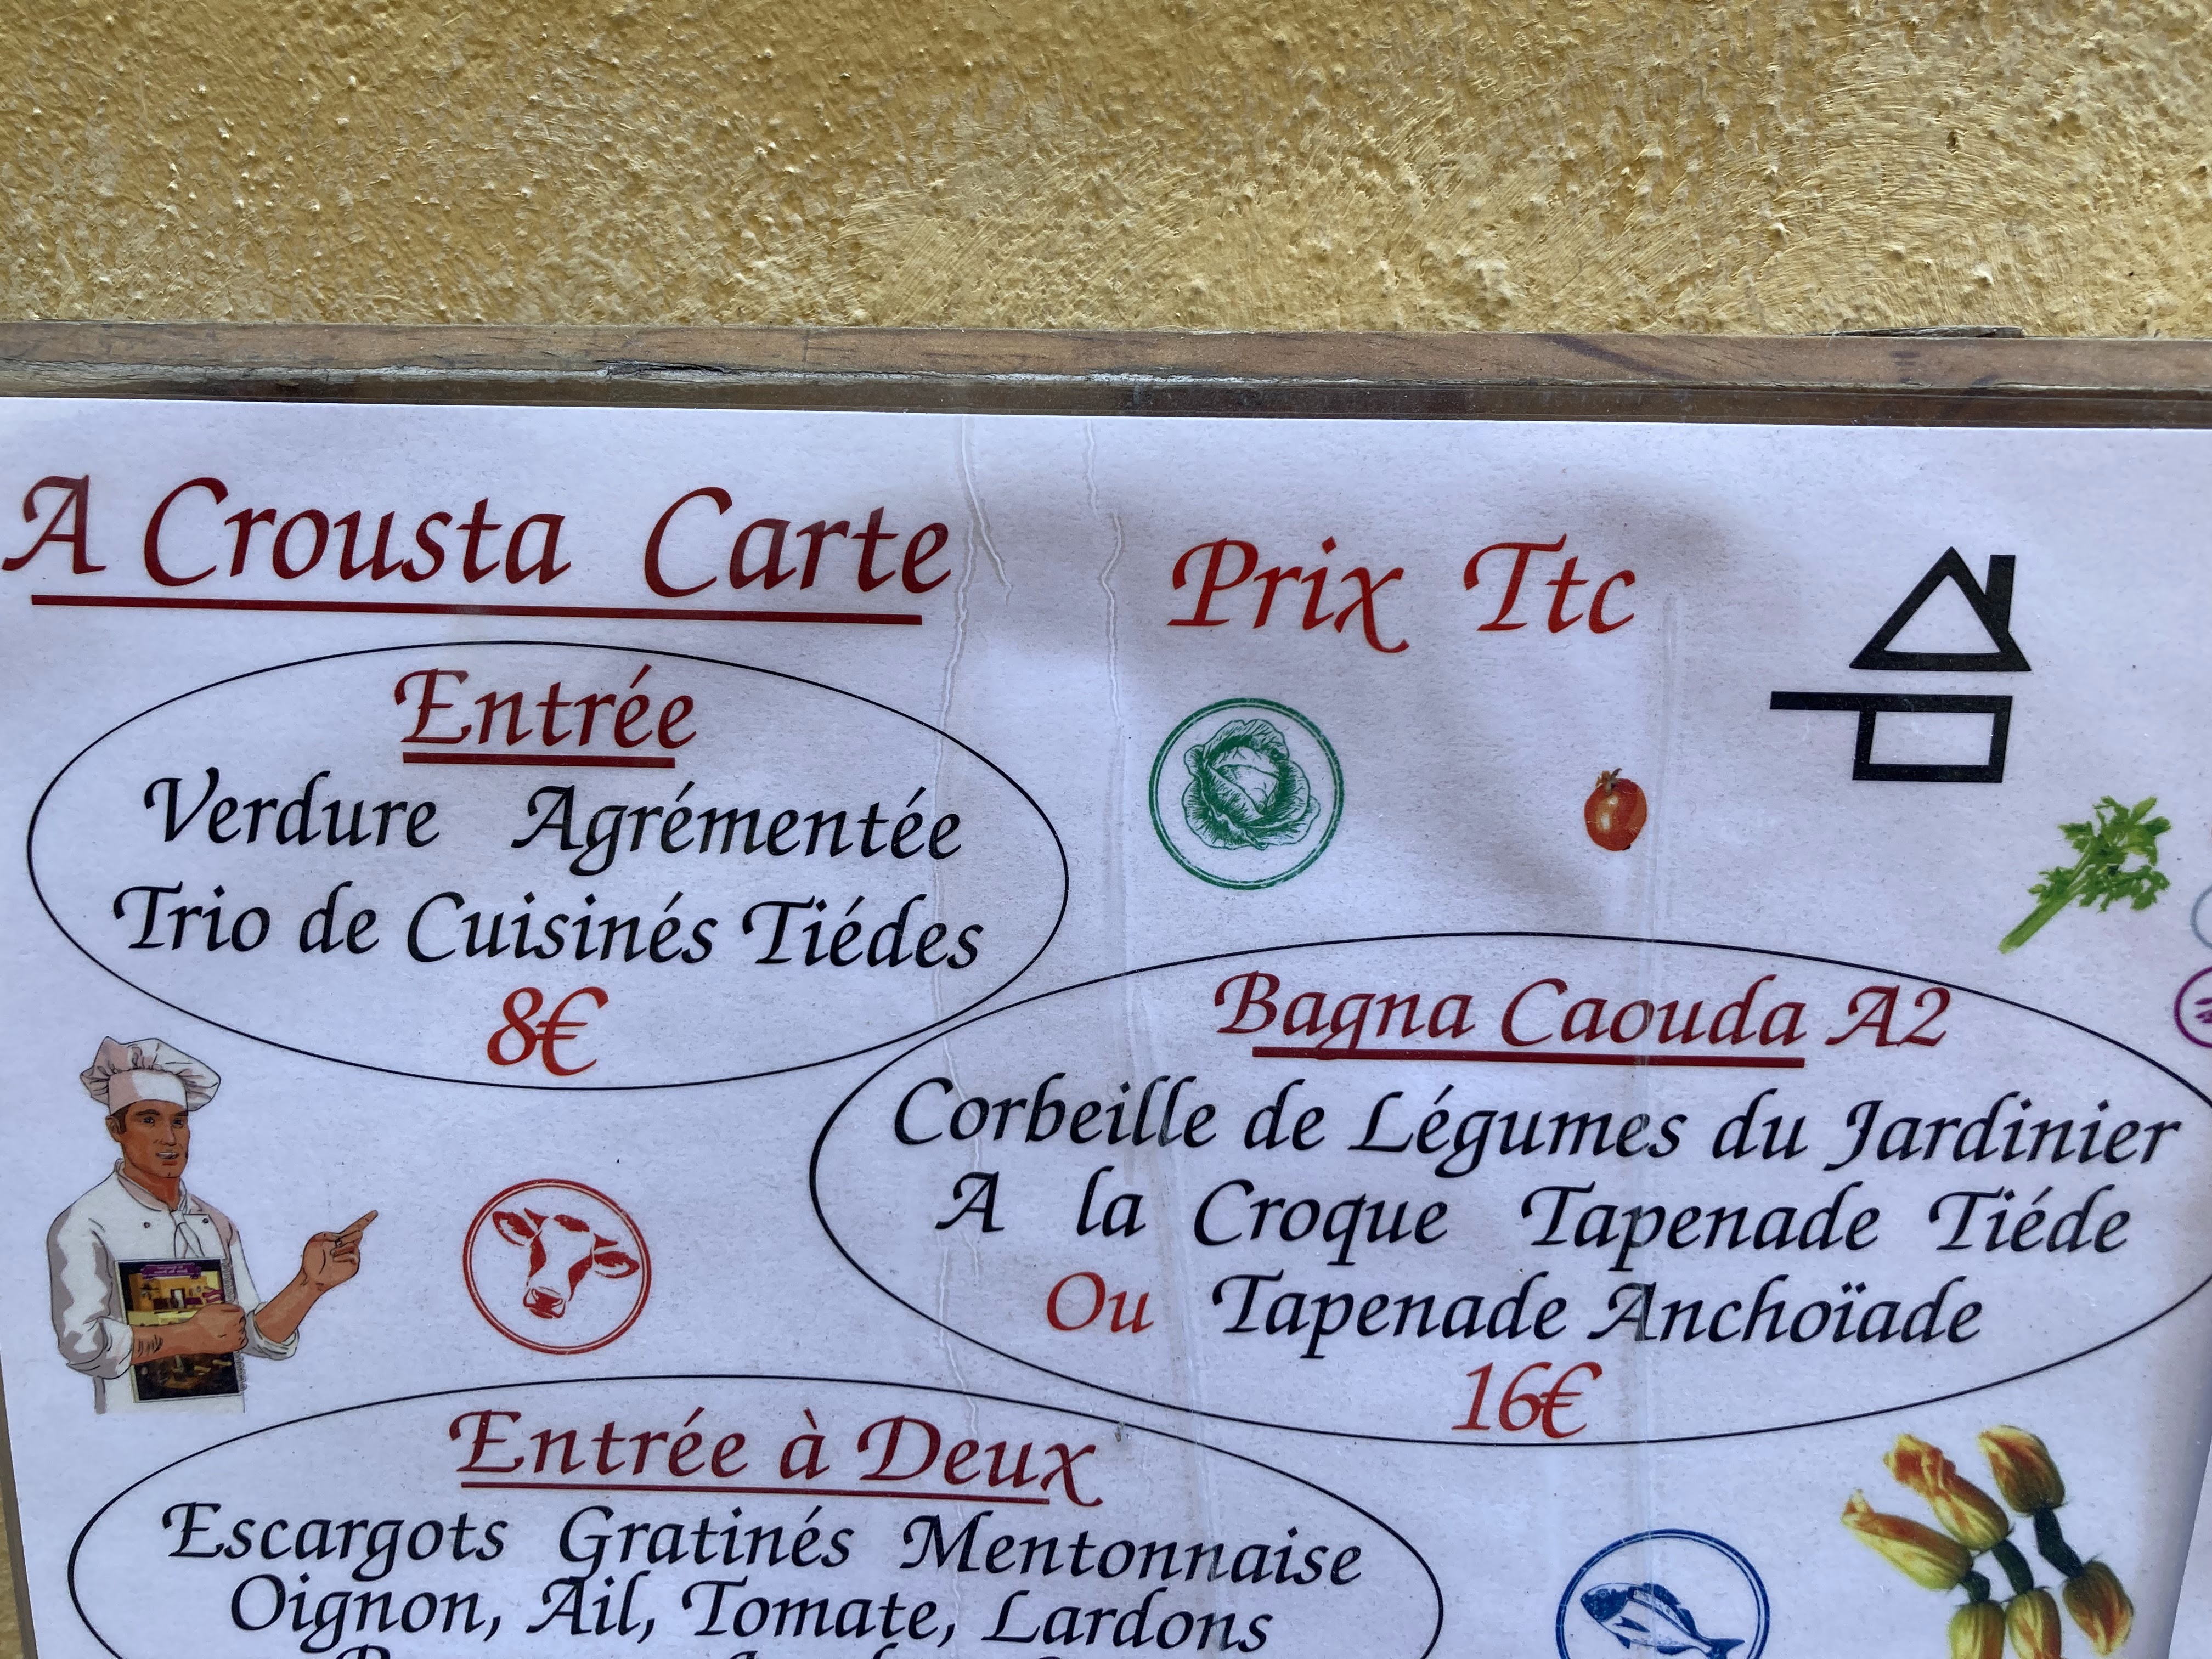 A Crousta Carte
Prix Ttc
Entrée
Verdure Agrémentée
Trio de Cuisinés Tiédes
8€
Bagna Caouda A2
Corbeille de Légumes du Jardinier
A la Croque Tapenade Tiéde
Ou Tapenade Anchoïade
16€
Entrée à Deux
Escargots Gratinés Mentonnaise
Oignon, Ail, Tomate, Lardons